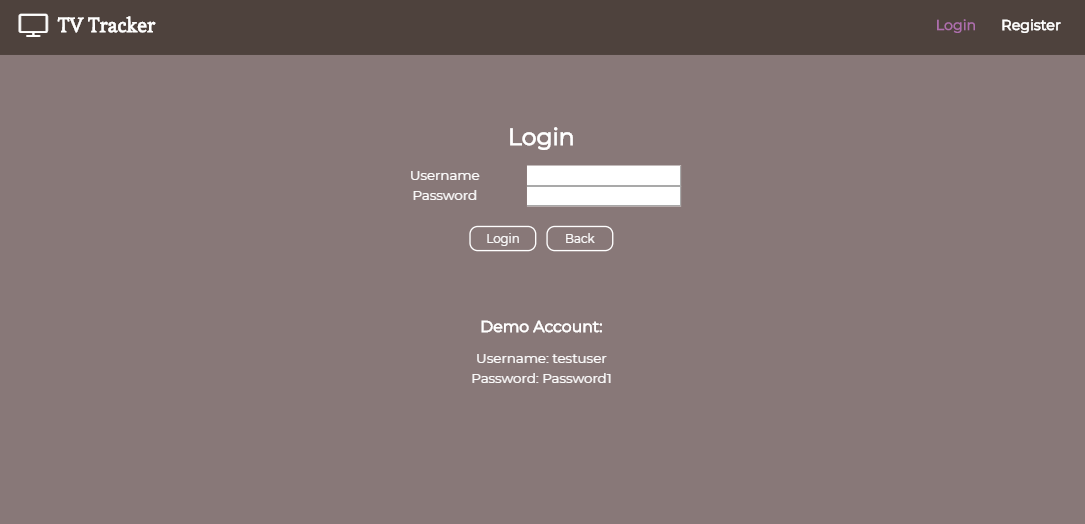 TV Tracker
Login Register
Login
Username
Password
Login Back
Demo Account:
Username: testuser
Password: Password1